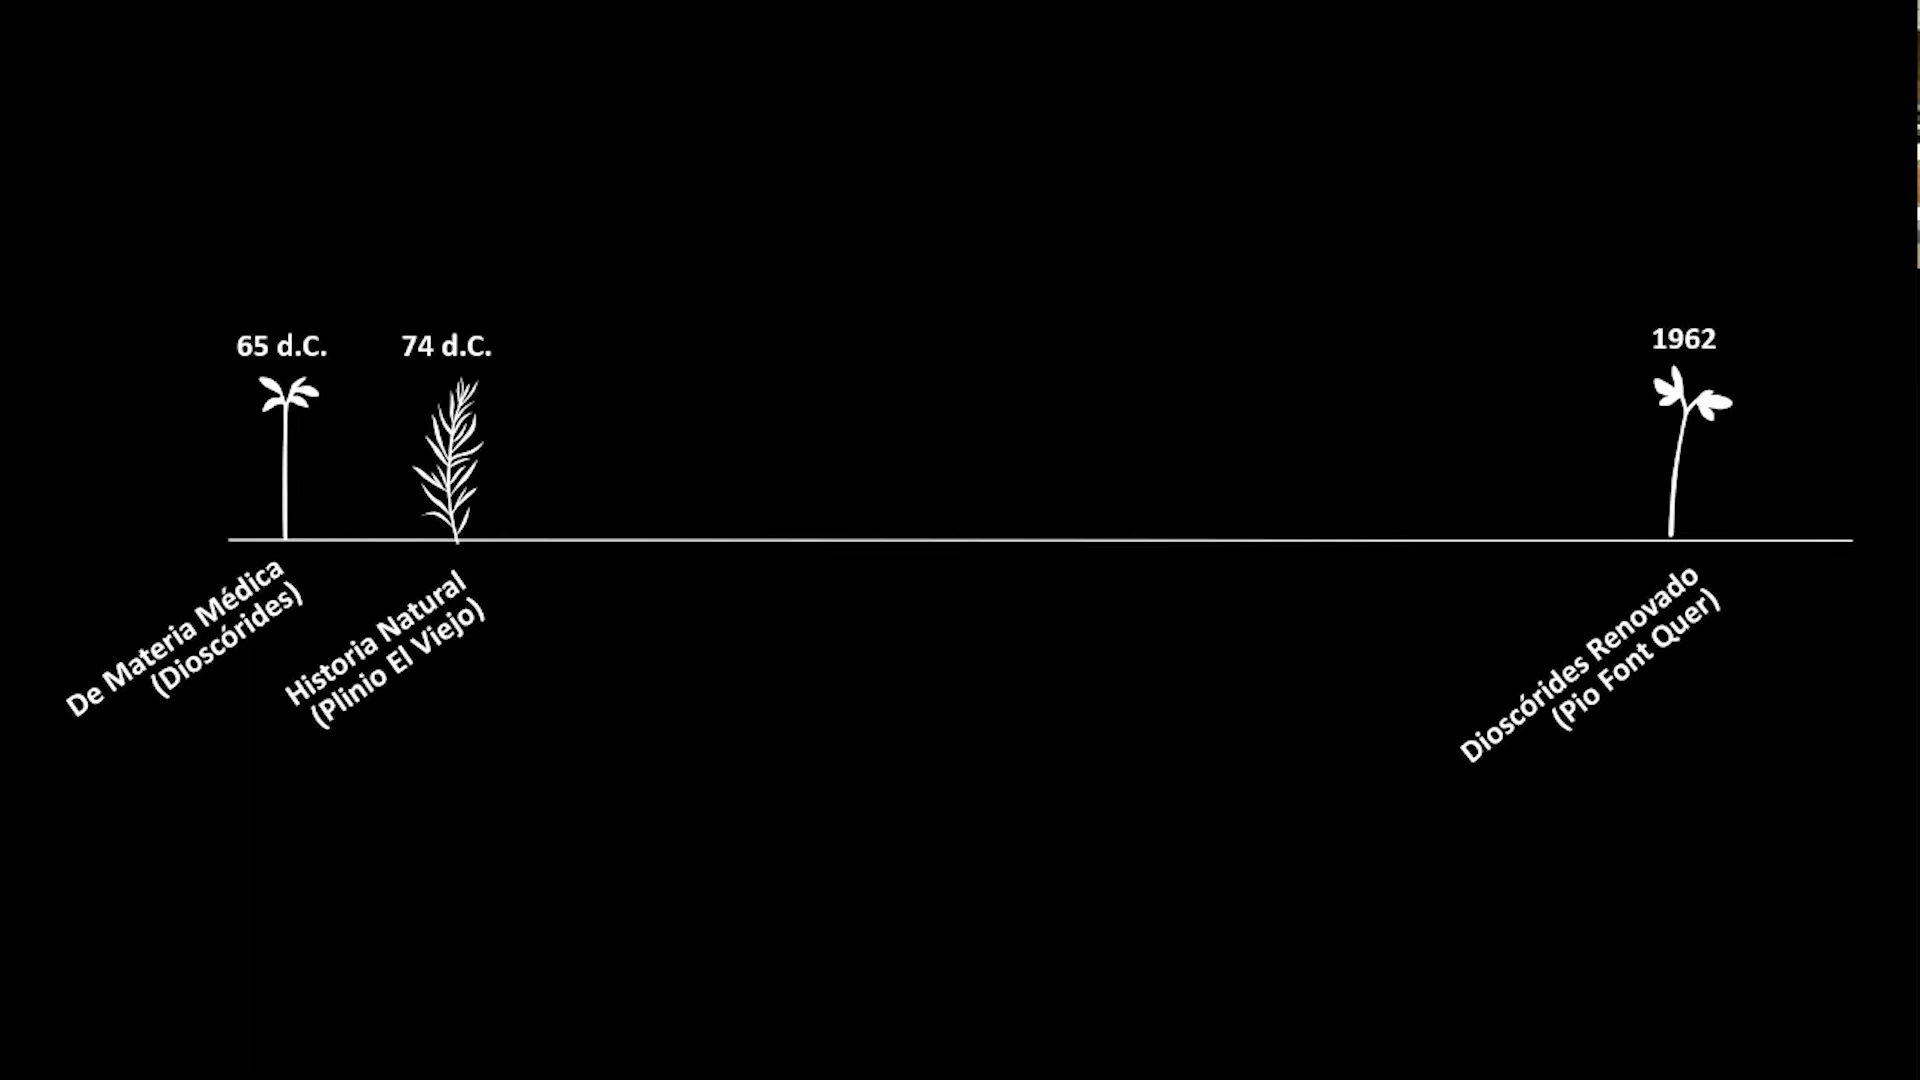 65 d.C.
74 d.C.
1962
De Materia Médica
(Dioscórides)
Historia Natural
(Plinio El Viejo)
Dioscórides Renovado
(Pio Font Quer)